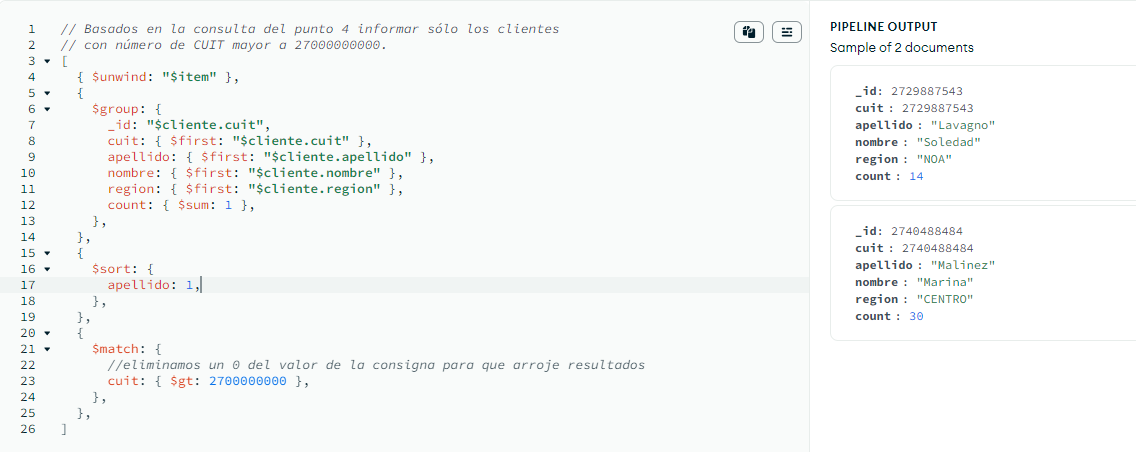 1 // Basados en la consulta del punto 4 informar sólo los clientes
2 // con número de CUIT mayor a 27000000000.
3 [
4 { $unwind: "$item" },
5 {
6 $group: {
7 _id: "$cliente.cuit",
8 cuit: { $first: "$cliente.cuit" },
9 apellido: { $first: "$cliente.apellido" },
10 nombre: { $first: "$cliente.nombre" },
11 region: { $first: "$cliente.region" },
12 count: { $sum: 1 },
13 },
14 },
15 {
16 $sort: {
17 apellido: 1,
18 },
19 },
20 {
21 $match: {
22 //eliminamos un 0 del valor de la consigna para que arroje resultados
23 cuit: { $gt: 2700000000 },
24 },
25 },
26 ]
PIPELINE OUTPUT
Sample of 2 documents
_id: 2729887543
cuit : 2729887543
apellido : "Lavagno"
nombre : "Soledad"
region : "NOA"
count : 14
_id: 2740488484
cuit : 2740488484
apellido : "Malinez"
nombre : "Marina"
region : "CENTRO"
count : 30